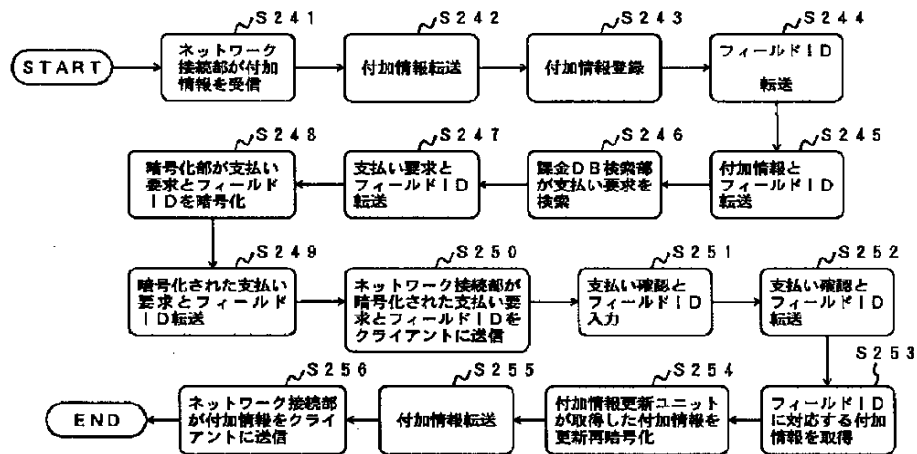 START
S241
ネットワーク
接続部が付加
情報を受信
S242
付加情報転送
S243
付加情報登録
S244
フィールドID
転送
S245
付加情報と
フィールドID
転送
S246
課金DB検索部
が支払い要求を
検索
S247
支払い要求と
フィールドID
転送
S248
暗号化部が支払い
要求とフィールド
IDを暗号化
S249
暗号化された支払い
要求とフィールド
ID転送
S250
ネットワーク接続部が
暗号化された支払い要
求とフィールドIDを
クライアントに送信
S251
支払い確認と
フィールドID
入力
S252
支払い確認と
フィールドID
転送
S253
フィールドID
に対応する付加
情報を取得
S254
付加情報更新ユニット
が取得した付加情報を
更新再暗号化
S255
付加情報転送
S256
ネットワーク接続部
が付加情報をクライ
アントに送信
END